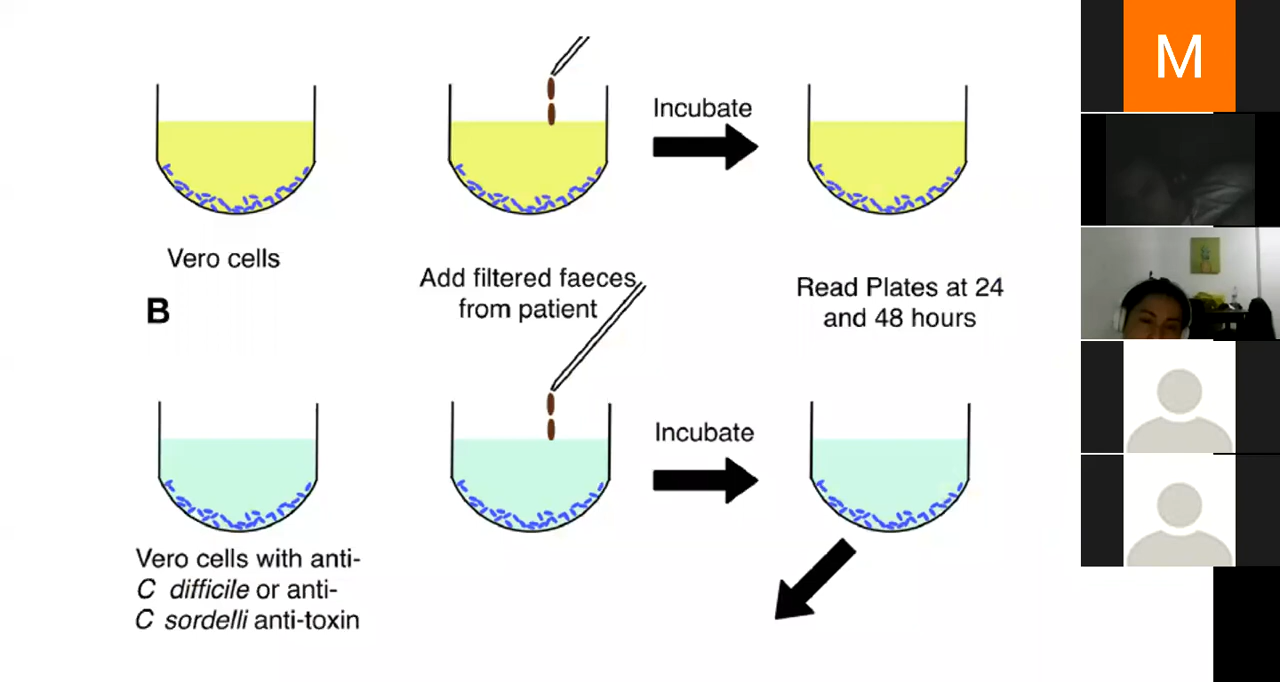 Incubate
Vero cells
Add filtered faeces
from patient
Read Plates at 24
and 48 hours
B
Incubate
Vero cells with anti-
C difficile or anti-
C sordelli anti-toxin
M